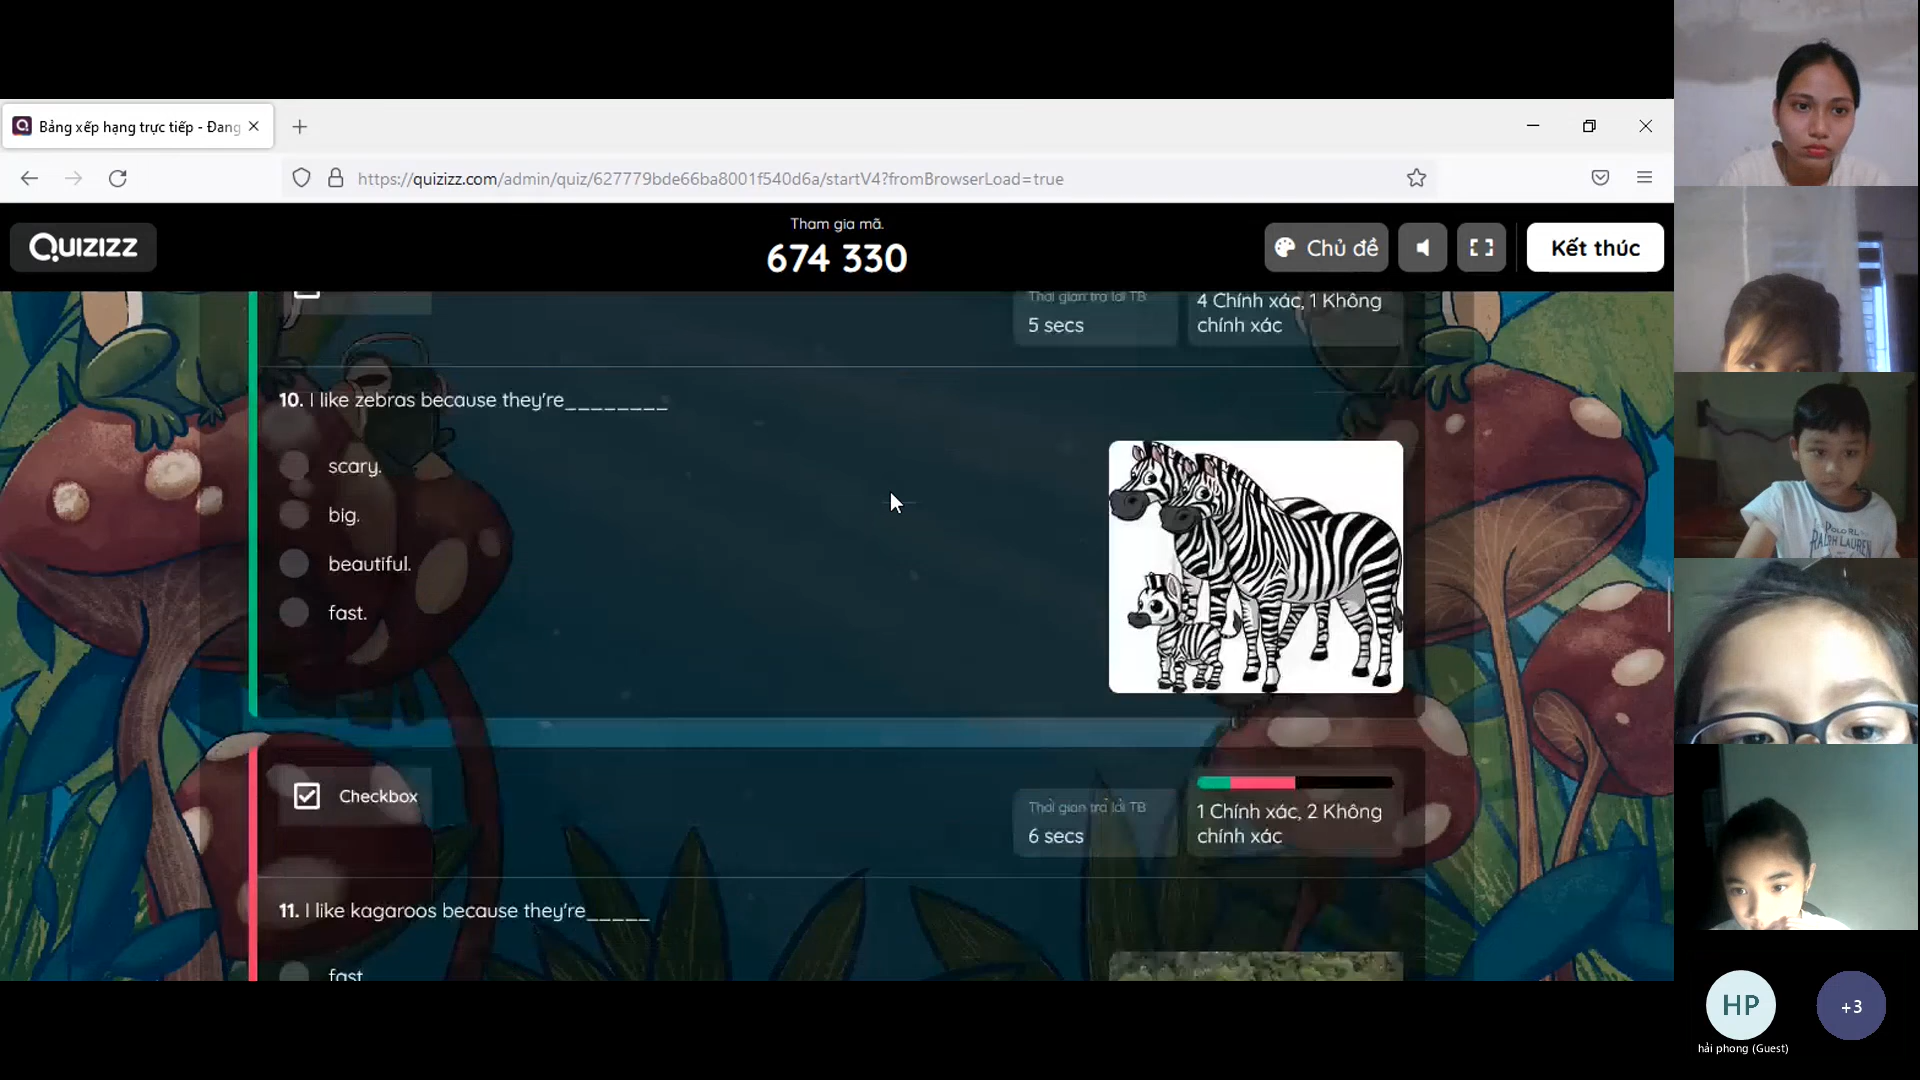 Bảng xếp hạng trực tiếp - Đang
https://quizizz.com/admin/quiz/627779bde66ba8001f540d6a/startV4?fromBrowserLoad=true
Quizizz
Tham gia mã.
674 330
Chủ đề
Kết thúc
Thời gian trả lời TB
5 secs
4 Chính xác, 1 Không
chính xác
10. I like zebras because they're________
scary.
big.
beautiful.
fast.
Checkbox
Thời gian trả lời TB
6 secs
1 Chính xác, 2 Không
chính xác
11. I like kagaroos because they're_____
fast
POLO RL
RALPH LAUREN
HP
+3
hải phong (Guest)